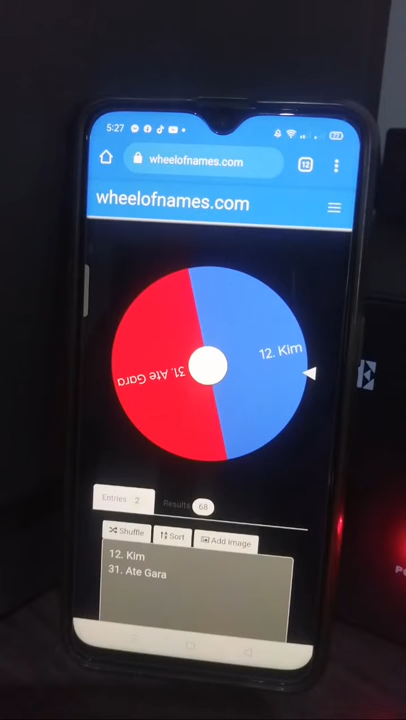 5:27
12
wheelofnames.com
wheelofnames.com
12. Kim
31. Ate Gara
Entries 2
Results 68
Shuffle
Sort
Add image
12. Kim
31. Ate Gara